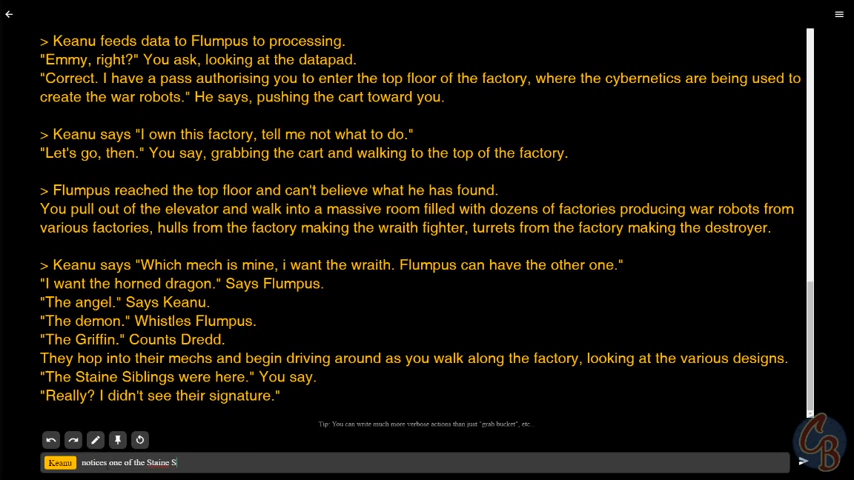 > Keanu feeds data to Flumpus to processing.
"Emmy, right?" You ask, looking at the datapad.
"Correct. I have a pass authorising you to enter the top floor of the factory, where the cybernetics are being used to
create the war robots." He says, pushing the cart toward you.
> Keanu says "I own this factory, tell me not what to do."
"Let's go, then." You say, grabbing the cart and walking to the top of the factory.
> Flumpus reached the top floor and can't believe what he has found.
You pull out of the elevator and walk into a massive room filled with dozens of factories producing war robots from
various factories, hulls from the factory making the wraith fighter, turrets from the factory making the destroyer.
> Keanu says "Which mech is mine, i want the wraith. Flumpus can have the other one."
"I want the horned dragon." Says Flumpus.
"The angel." Says Keanu.
"The demon." Whistles Flumpus.
"The Griffin." Counts Dredd.
They hop into their mechs and begin driving around as you walk along the factory, looking at the various designs.
"The Staine Siblings were here." You say.
"Really? I didn't see their signature."
Tip: You can write much more verbose actions than just "grab bucket", etc...
Keanu notices one of the Staine S
CB